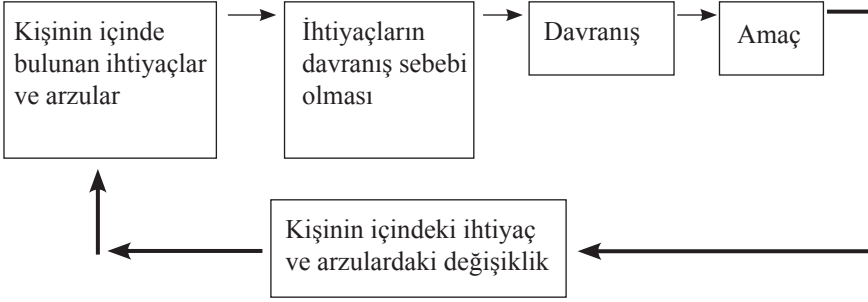 Kişinin içinde
bulunan ihtiyaçlar
ve arzular
İhtiyaçların
davranış sebebi
olması
Davranış
Amaç
Kişinin içindeki ihtiyaç
ve arzulardaki değişiklik